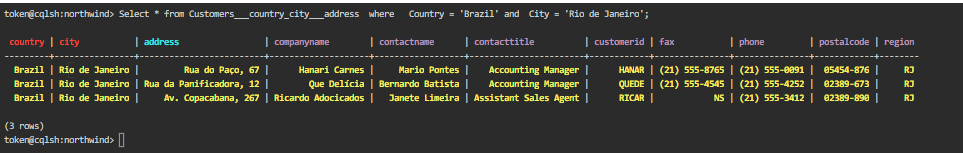 token@cqlsh:northwind> Select * from Customers___country_city___address  where   Country = 'Brazil' and  City = 'Rio de Janeiro';
 country | city           | address                 | companyname         | contactname      | contacttitle          | customerid | fax            | phone          | postalcode | region
---------+----------------+-------------------------+---------------------+------------------+-----------------------+------------+----------------+----------------+------------+--------
  Brazil | Rio de Janeiro |         Rua do Paço, 67 |        Hanari Carnes |     Mario Pontes |    Accounting Manager |      HANAR | (21) 555-8765 | (21) 555-0091 |  05454-876 |     RJ
  Brazil | Rio de Janeiro | Rua da Panificadora, 12 |         Que Delícia | Bernardo Batista |    Accounting Manager |      QUEDE | (21) 555-4545 | (21) 555-4252 |  02389-673 |     RJ
  Brazil | Rio de Janeiro |     Av. Copacabana, 267 | Ricardo Adocicados |   Janete Limeira | Assistant Sales Agent |      RICAR |            NS | (21) 555-3412 |  02389-890 |     RJ
(3 rows)
token@cqlsh:northwind>